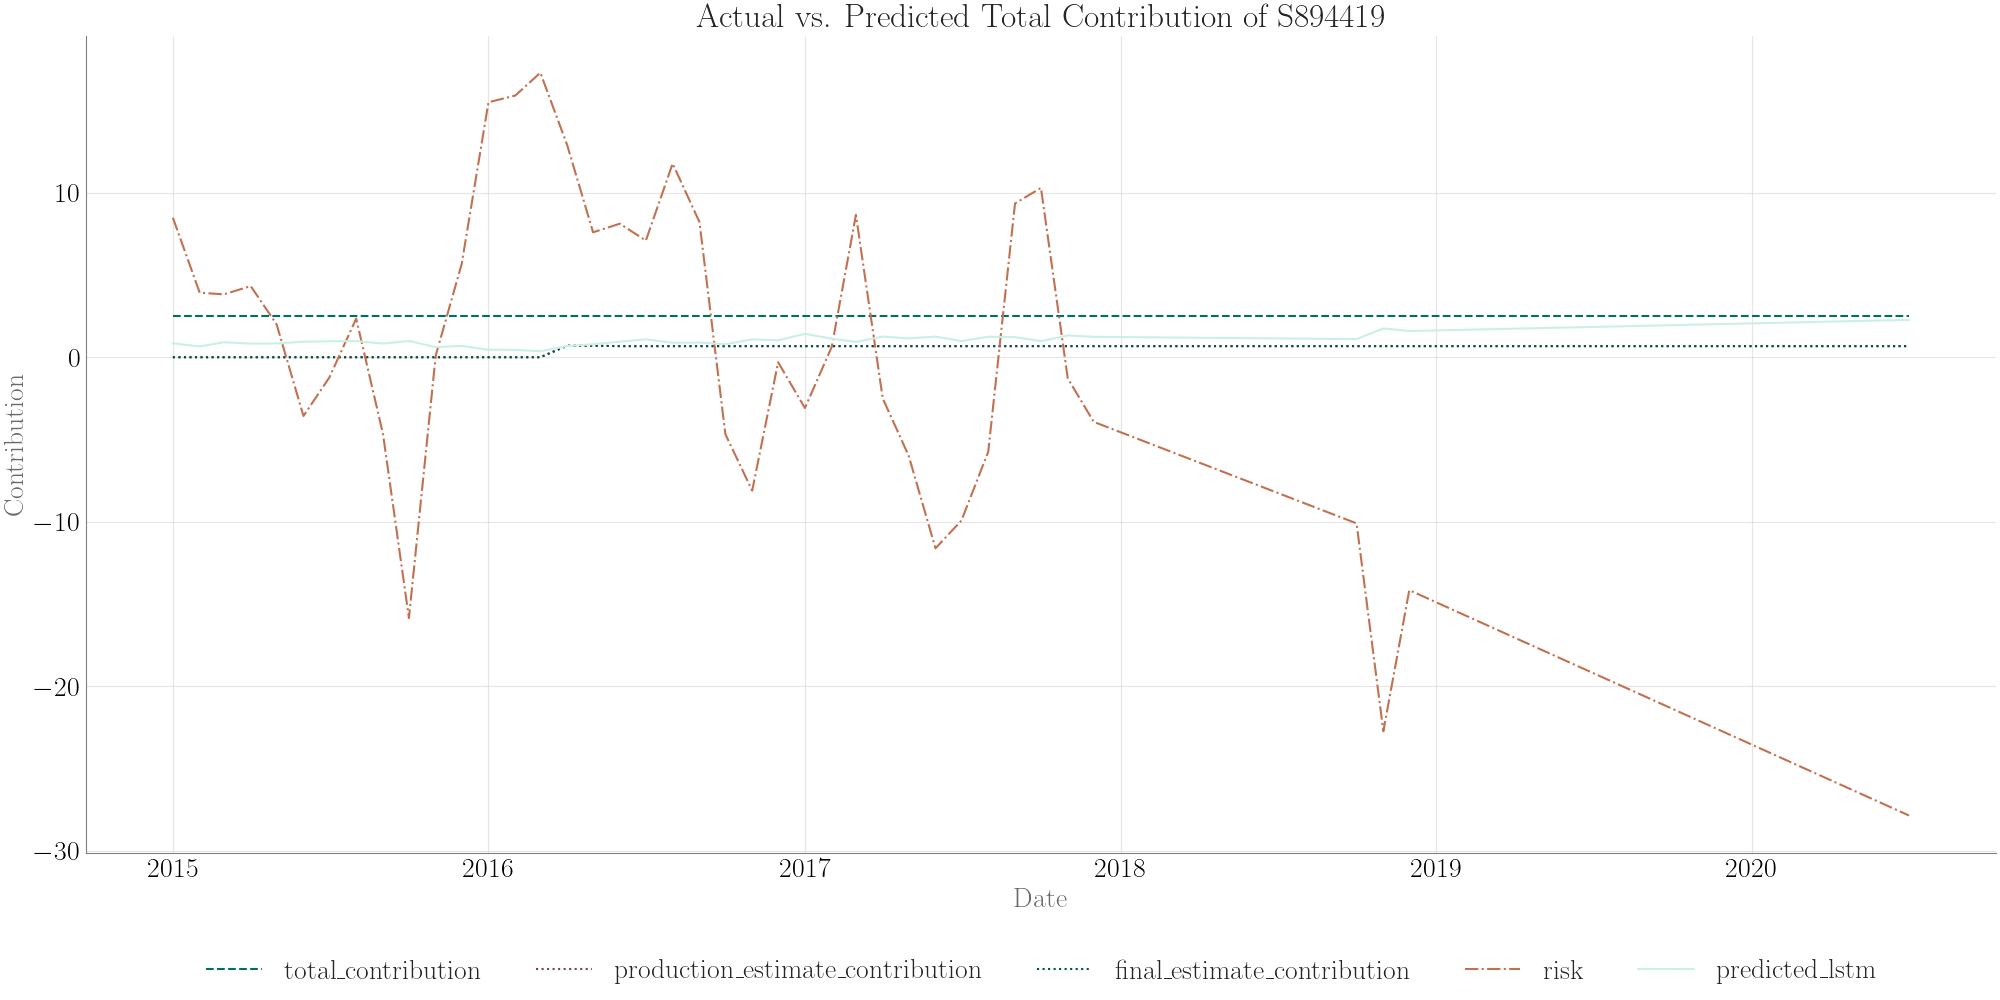 Actual vs. Predicted Total Contribution of S894419
10
0
−10
−20
−30
Contribution
2015 2016 2017 2018 2019 2020
Date
total_contribution production_estimate_contribution final_estimate_contribution risk predicted_lstm